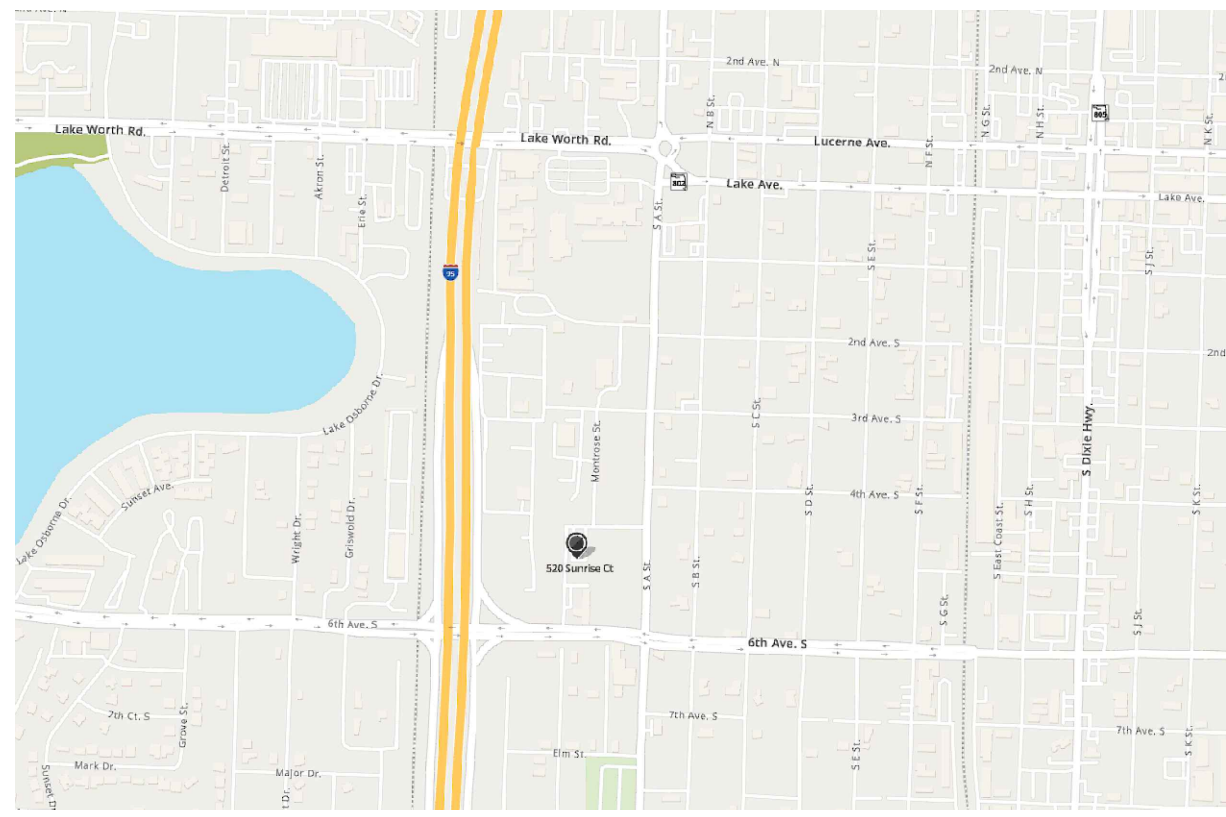 2nd Ave. N
2nd Ave. N
805
Lake Worth Rd.
Lake Worth Rd.
N B St.
Lucerne Ave.
N F St.
N G St.
N H St.
N K St.
Detroit St.
Akron St.
Erie St.
802
Lake Ave.
Lake Ave.
S A St.
S E St.
S J St.
95
2nd Ave. S
2nd
Lake Osborne Dr.
Montrose St.
S C St.
3rd Ave. S
S Dixie Hwy.
Lake Osborne Dr.
Sunset Ave.
Wright Dr.
Griswold Dr.
S D St.
4th Ave. S
S F St.
S East Coast St.
S H St.
S K St.
520 Sunrise Ct
S A St.
S B St.
S G St.
S J St.
6th Ave. S
6th Ave. S
7th Ct. S
Grove St.
7th Ave. S
7th Ave. S
S K St.
Mark Dr.
Major Dr.
Elm St.
S E St.
Sunset Dr
t Dr.